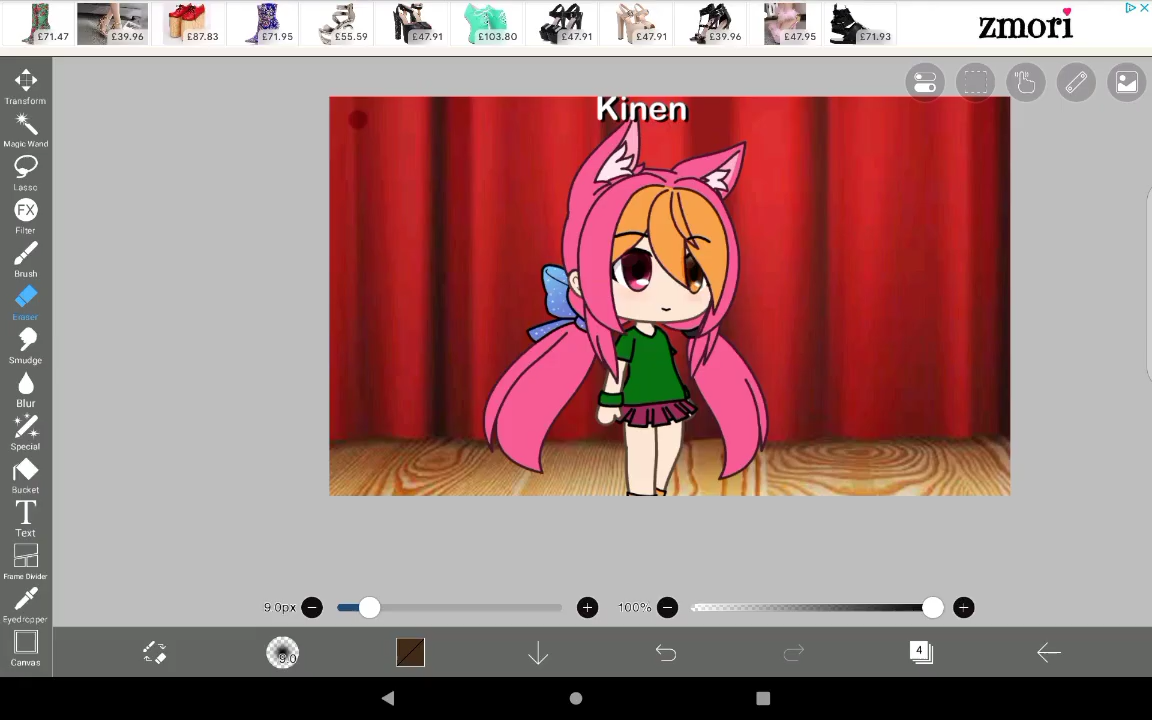 £71.47 £39.96 £87.83 £71.95 £55.59 £47.91 £103.80 £47.91 £47.91 £39.96 £47.95 £71.93
zmori
Kinen
Transform
Magic Wand
Lasso
FX
Filter
Brush
Eraser
Smudge
Blur
Special
Bucket
T
Text
Frame Divider
Eyedropper
Canvas
9.0px
100%
9.0
4